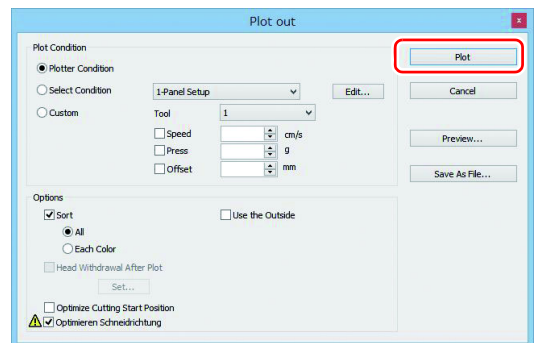 Plot out
x
Plot Condition
Plotter Condition
Select Condition 1-Panel Setup Edit...
Custom Tool 1
Speed cm/s
Press g
Offset mm
Plot
Cancel
Preview...
Save As File...
Options
Sort Use the Outside
All
Each Color
Head Withdrawal After Plot
Set...
Optimize Cutting Start Position
Optimieren Schneidrichtung